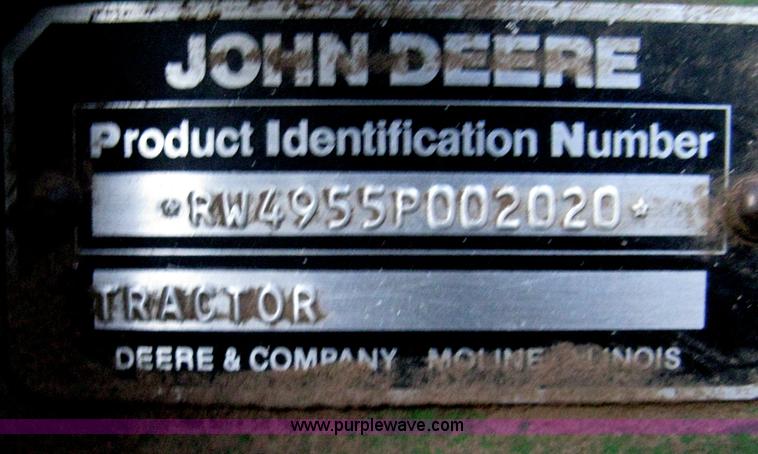 JOHN DEERE
Product Identification Number
*RW4955P002020*
TRACTOR
DEERE & COMPANY MOLINE
www.purplewave.com